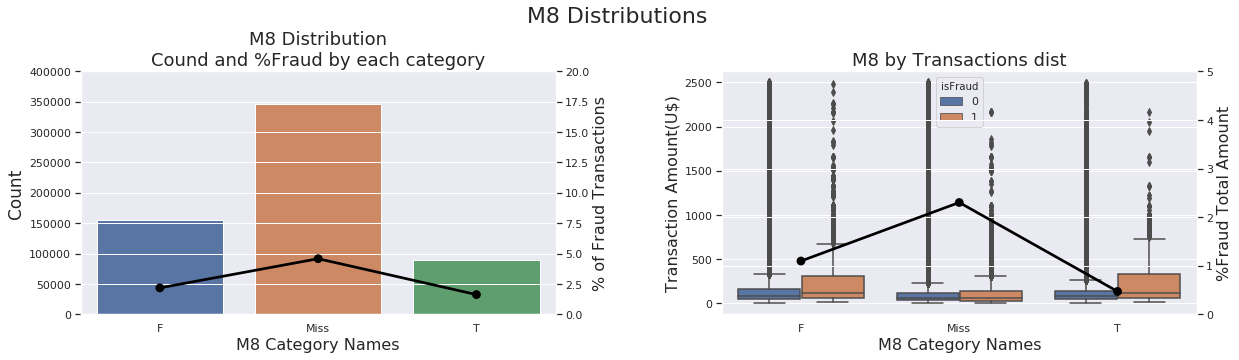 M8 Distributions
M8 Distribution
Cound and %Fraud by each category
400000
350000
300000
250000
200000
150000
100000
50000
0
Count
20.0
17.5
15.0
12.5
10.0
7.5
5.0
2.5
0.0
% of Fraud Transactions
F Miss T
M8 Category Names
M8 by Transactions dist
2500
2000
1500
1000
500
0
Transaction Amount(U$)
isFraud
0
1
5
4
3
2
1
0
%Fraud Total Amount
F Miss T
M8 Category Names